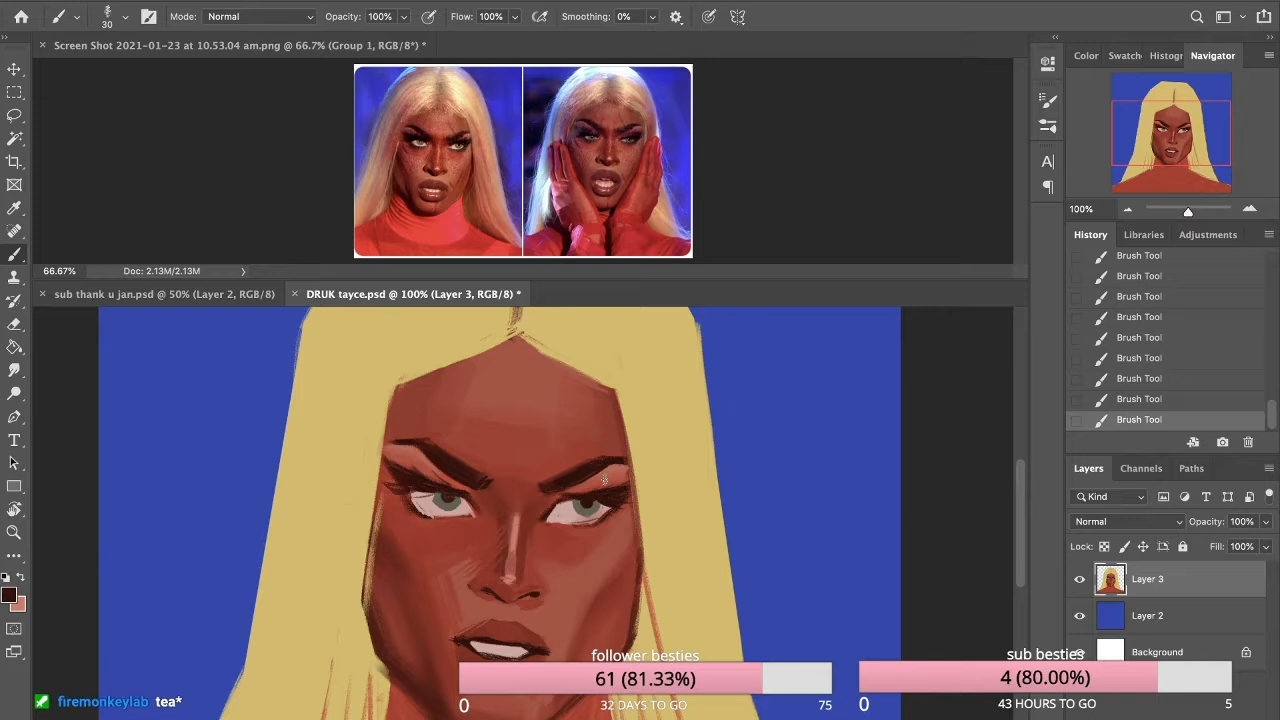 30
Mode: Normal
Opacity: 100%
Flow: 100%
Smoothing: 0%
Screen Shot 2021-01-23 at 10.53.04 am.png @ 66.7% (Group 1, RGB/8*) *
Color
Swatch
Histogr
Navigator
66.67%
Doc: 2.13M/2.13M
100%
sub thank u jan.psd @ 50% (Layer 2, RGB/8)
DRUK tayce.psd @ 100% (Layer 3, RGB/8) *
History
Libraries
Adjustments
Brush Tool
Brush Tool
Brush Tool
Brush Tool
Brush Tool
Brush Tool
Brush Tool
Brush Tool
Brush Tool
Layers
Channels
Paths
Kind
Normal
Opacity: 100%
Lock:
Fill: 100%
Layer 3
Layer 2
Background
follower besties
61 (81.33%)
0
32 DAYS TO GO
75
sub besties
4 (80.00%)
0
43 HOURS TO GO
5
firemonkeylab tea*